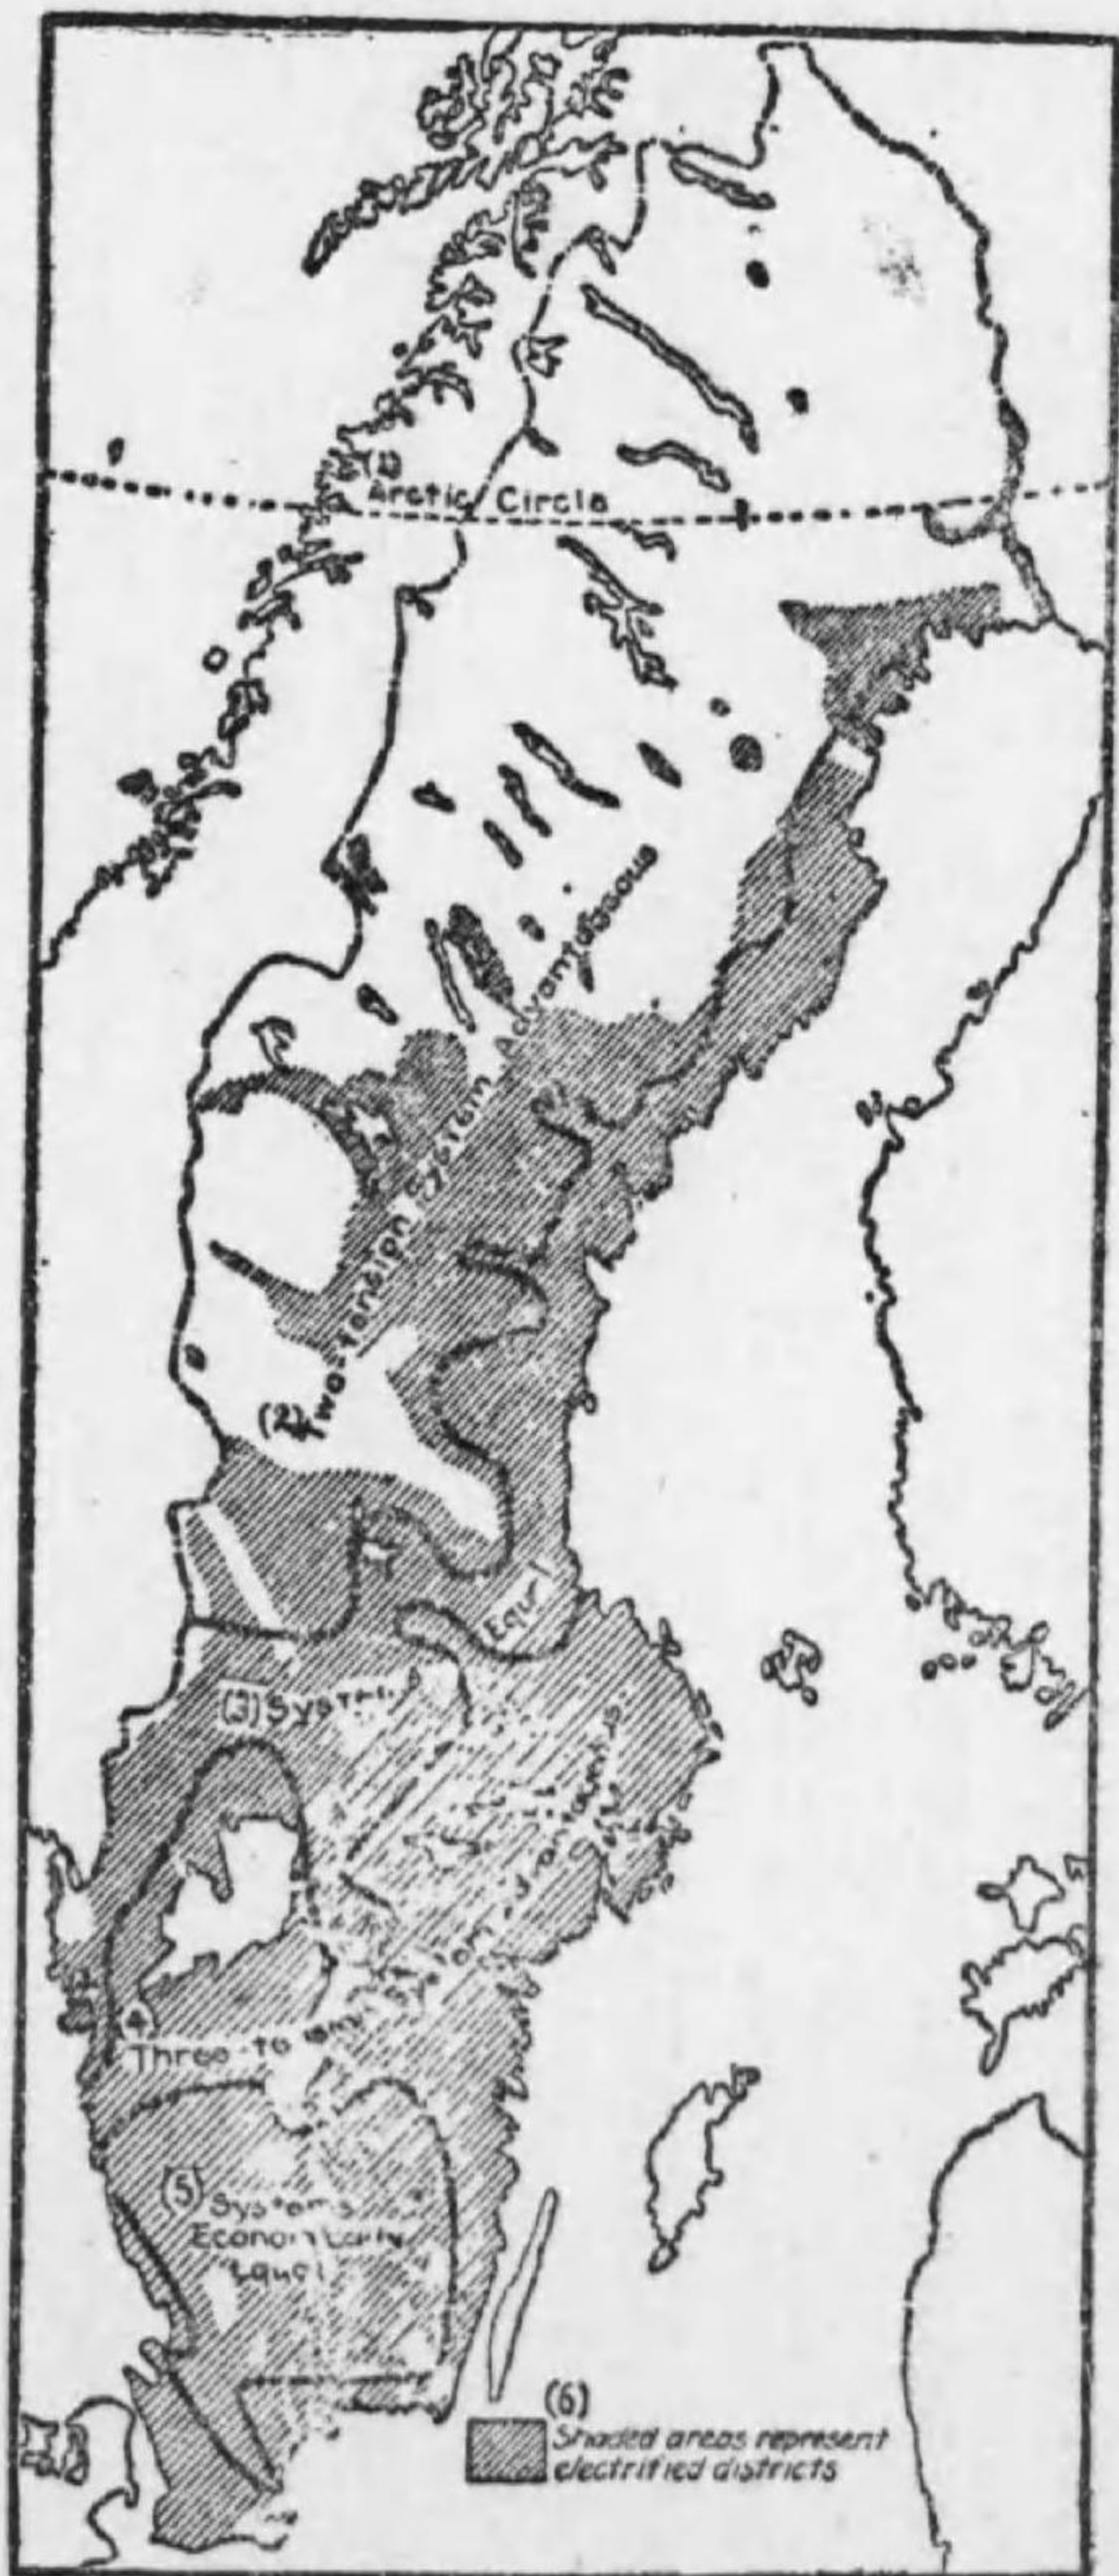 (1)
Arctic Circle
(2) Two-tension System Advantageous
Equal
(3) System
4
Three-
(5)
Systems
Economically
Equal
(6)
Shaded areas represent
electrified districts